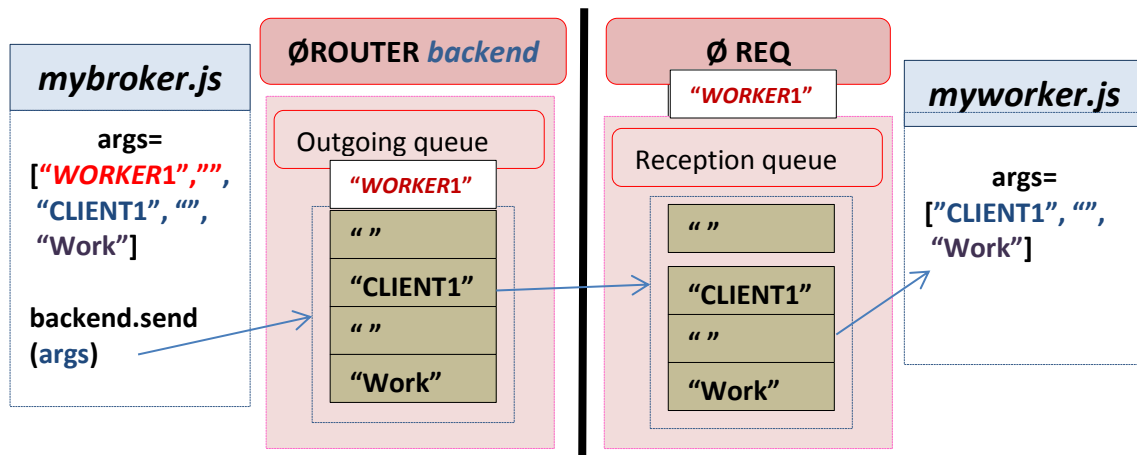 mybroker.js
args=
[“WORKER1”,””,
“CLIENT1”, “”,
“Work”]
backend.send
(args)
ØROUTER backend
Outgoing queue
“WORKER1”
“ ”
“CLIENT1”
“ ”
“Work”
Ø REQ
“WORKER1”
Reception queue
“ ”
“CLIENT1”
“ ”
“Work”
myworker.js
args=
[”CLIENT1”, “”,
“Work”]